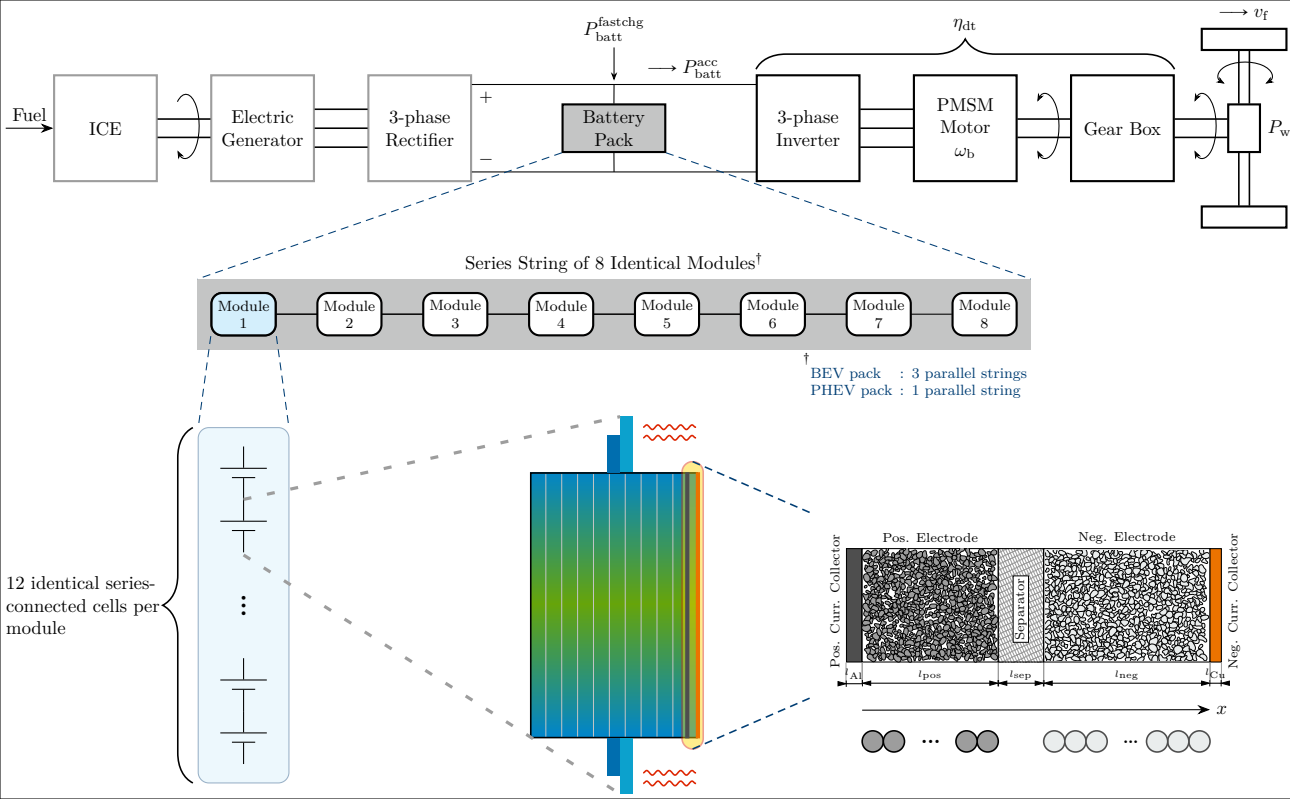 → v_f
P_batt^fastchg
η_dt
→ P_batt^acc
Fuel
ICE
Electric
Generator
3-phase
Rectifier
+
−
Battery
Pack
3-phase
Inverter
PMSM
Motor
ω_b
Gear Box
P_w
Series String of 8 Identical Modules†
Module
1
Module
2
Module
3
Module
4
Module
5
Module
6
Module
7
Module
8
†
BEV pack : 3 parallel strings
PHEV pack : 1 parallel string
12 identical series-
connected cells per
module
Pos. Electrode
Neg. Electrode
Pos. Curr. Collector
Separator
Neg. Curr. Collector
l_Al
l_pos
l_sep
l_neg
l_Cu
x